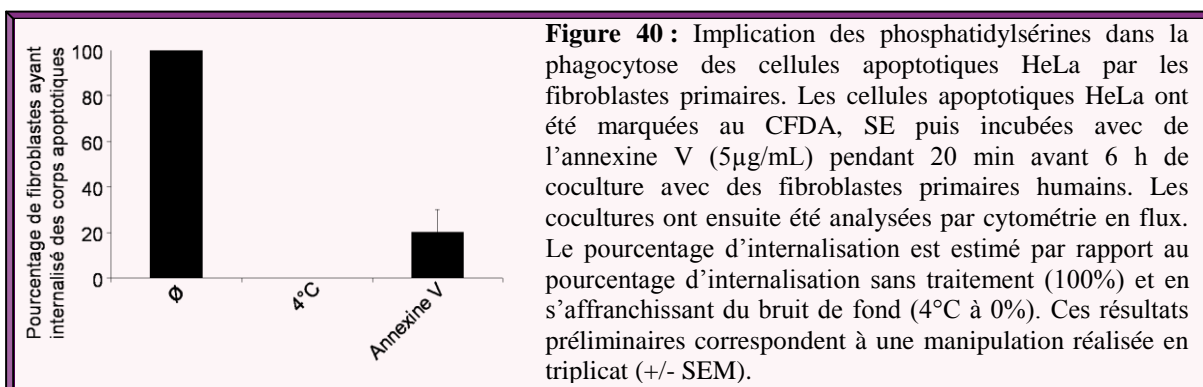 Pourcentage de fibroblastes ayant
internalisé des corps apoptotiques
100
80
60
40
20
0
Ø
4°C
Annexine V
Figure 40 : Implication des phosphatidylsérines dans la
phagocytose des cellules apoptotiques HeLa par les
fibroblastes primaires. Les cellules apoptotiques HeLa ont
été marquées au CFDA, SE puis incubées avec de
l’annexine V (5µg/mL) pendant 20 min avant 6 h de
coculture avec des fibroblastes primaires humains. Les
cocultures ont ensuite été analysées par cytométrie en flux.
Le pourcentage d’internalisation est estimé par rapport au
pourcentage d’internalisation sans traitement (100%) et en
s’affranchissant du bruit de fond (4°C à 0%). Ces résultats
préliminaires correspondent à une manipulation réalisée en
triplicat (+/- SEM).